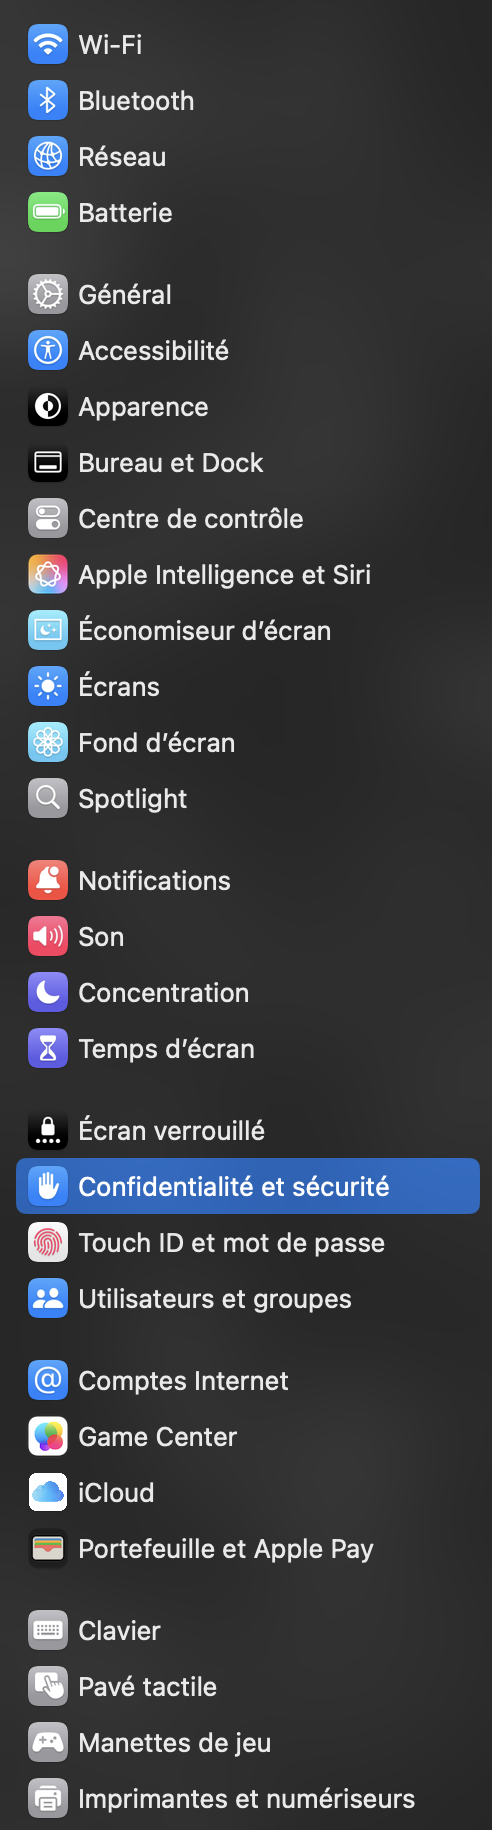 Wi-Fi
Bluetooth
Réseau
Batterie
Général
Accessibilité
Apparence
Bureau et Dock
Centre de contrôle
Apple Intelligence et Siri
Économiseur d’écran
Écrans
Fond d’écran
Spotlight
Notifications
Son
Concentration
Temps d’écran
Écran verrouillé
Confidentialité et sécurité
Touch ID et mot de passe
Utilisateurs et groupes
Comptes Internet
Game Center
iCloud
Portefeuille et Apple Pay
Clavier
Pavé tactile
Manettes de jeu
Imprimantes et numériseurs